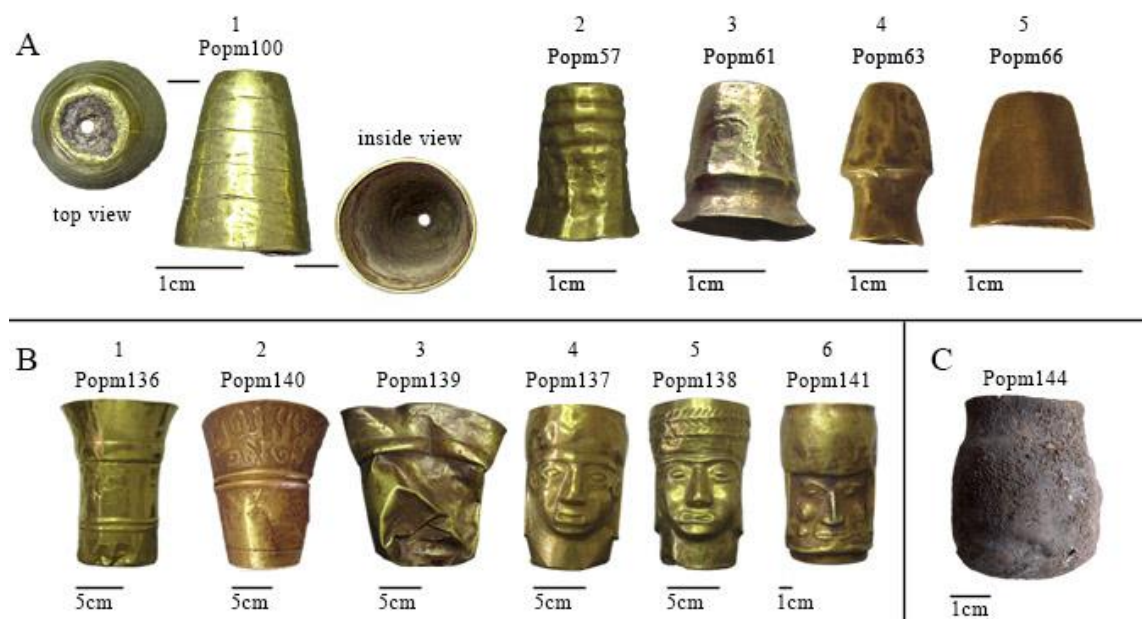 A
1
Popm100
top view
inside view
1cm
2
Popm57
1cm
3
Popm61
1cm
4
Popm63
1cm
5
Popm66
1cm
B
1
Popm136
5cm
2
Popm140
5cm
3
Popm139
5cm
4
Popm137
5cm
5
Popm138
5cm
6
Popm141
1cm
C
Popm144
1cm